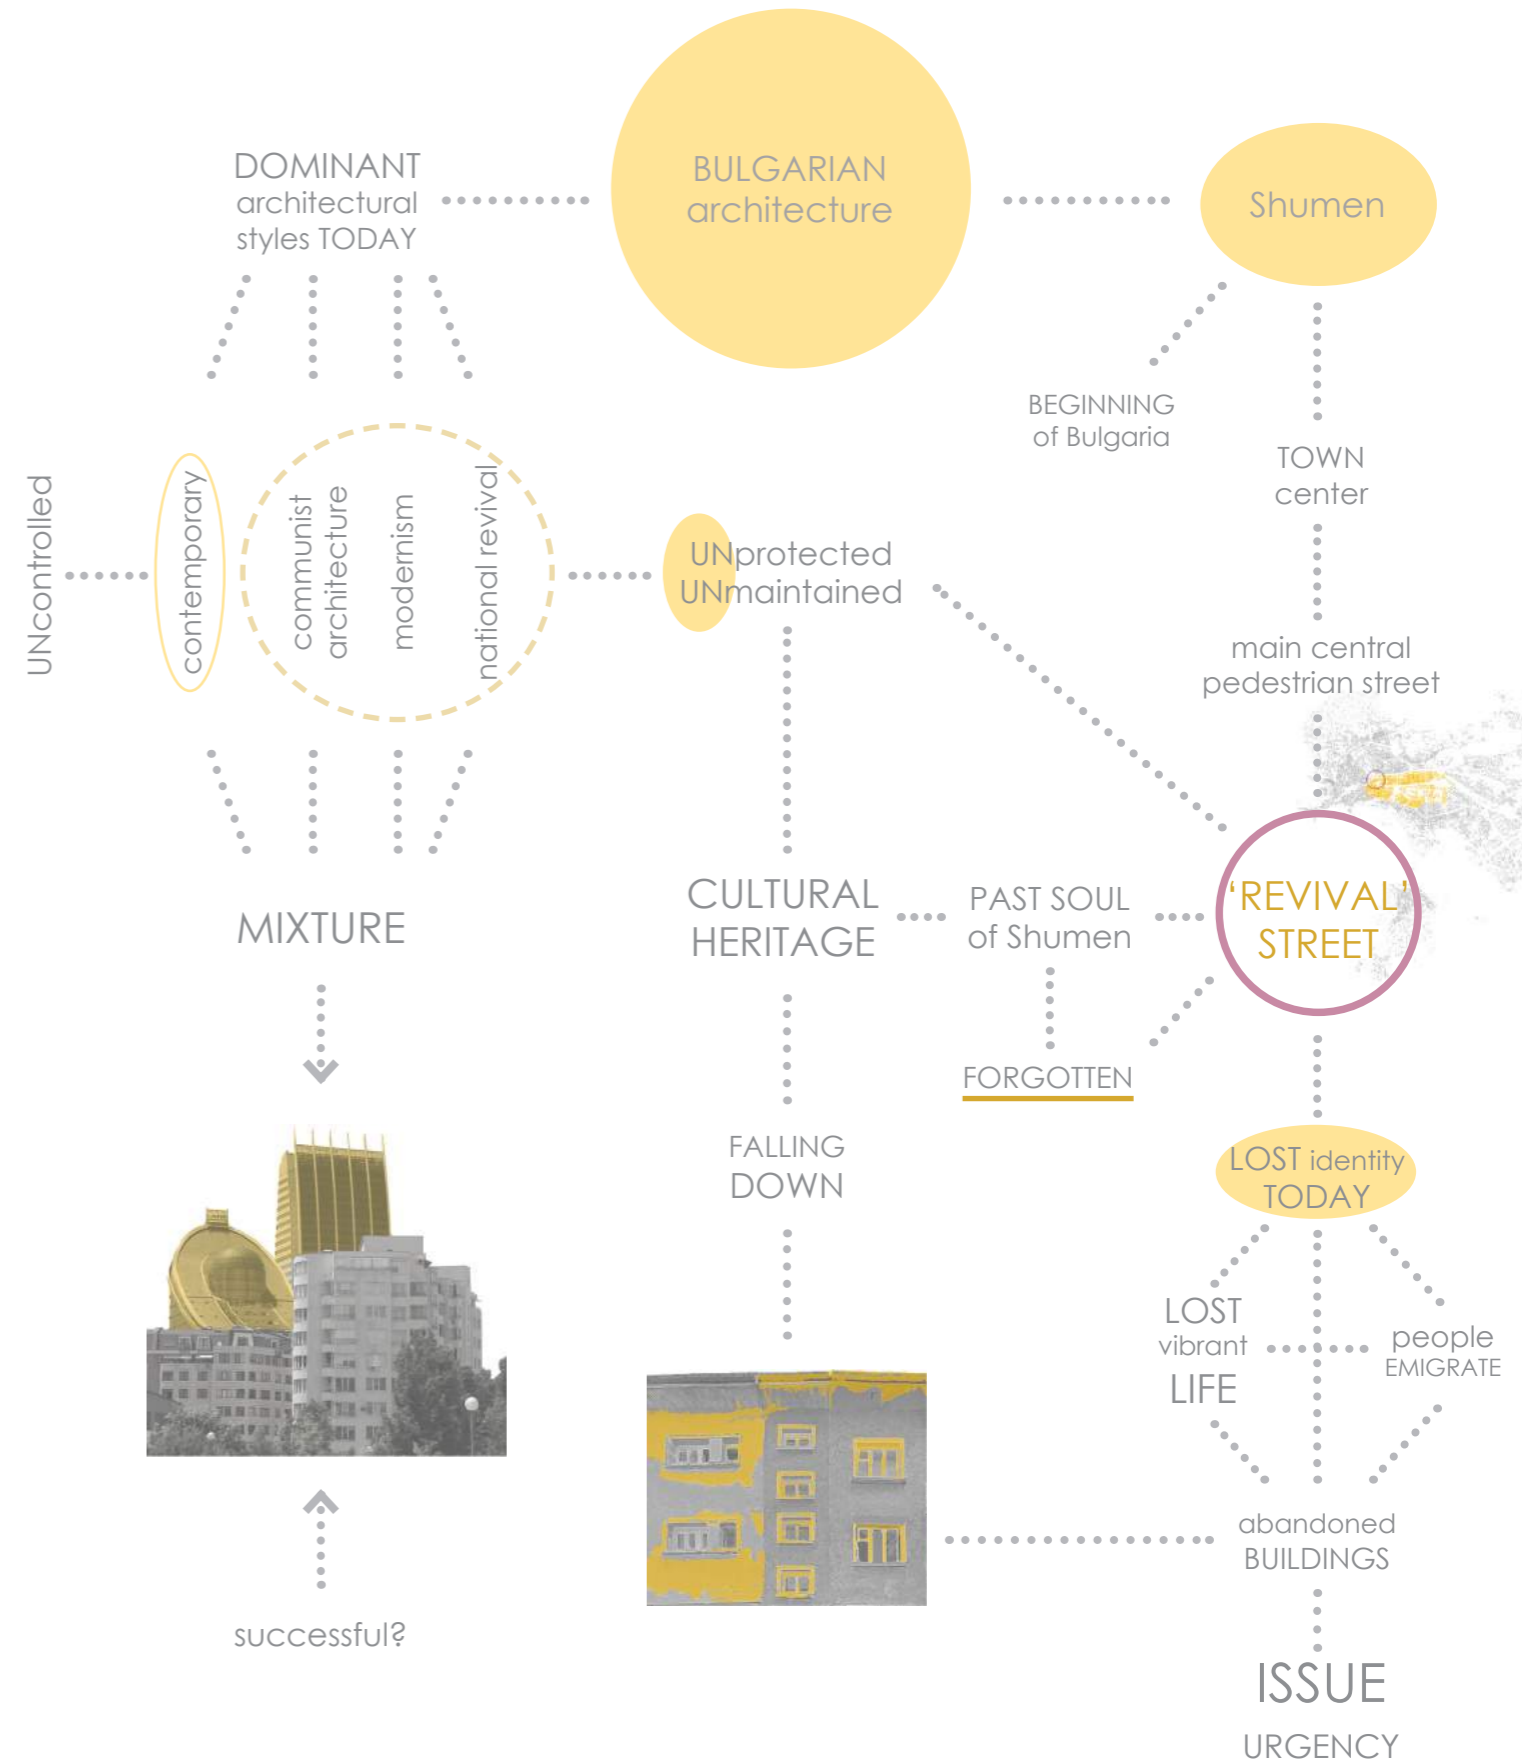 BULGARIAN
architecture
DOMINANT
architectural
styles TODAY
Shumen
BEGINNING
of Bulgaria
TOWN
center
UNcontrolled
contemporary
communist
architecture
modernism
national revival
UNprotected
UNmaintained
main central
pedestrian street
MIXTURE
CULTURAL
HERITAGE
PAST SOUL
of Shumen
'REVIVAL'
STREET
FORGOTTEN
FALLING
DOWN
LOST identity
TODAY
LOST
vibrant
LIFE
people
EMIGRATE
abandoned
BUILDINGS
successful?
ISSUE
URGENCY